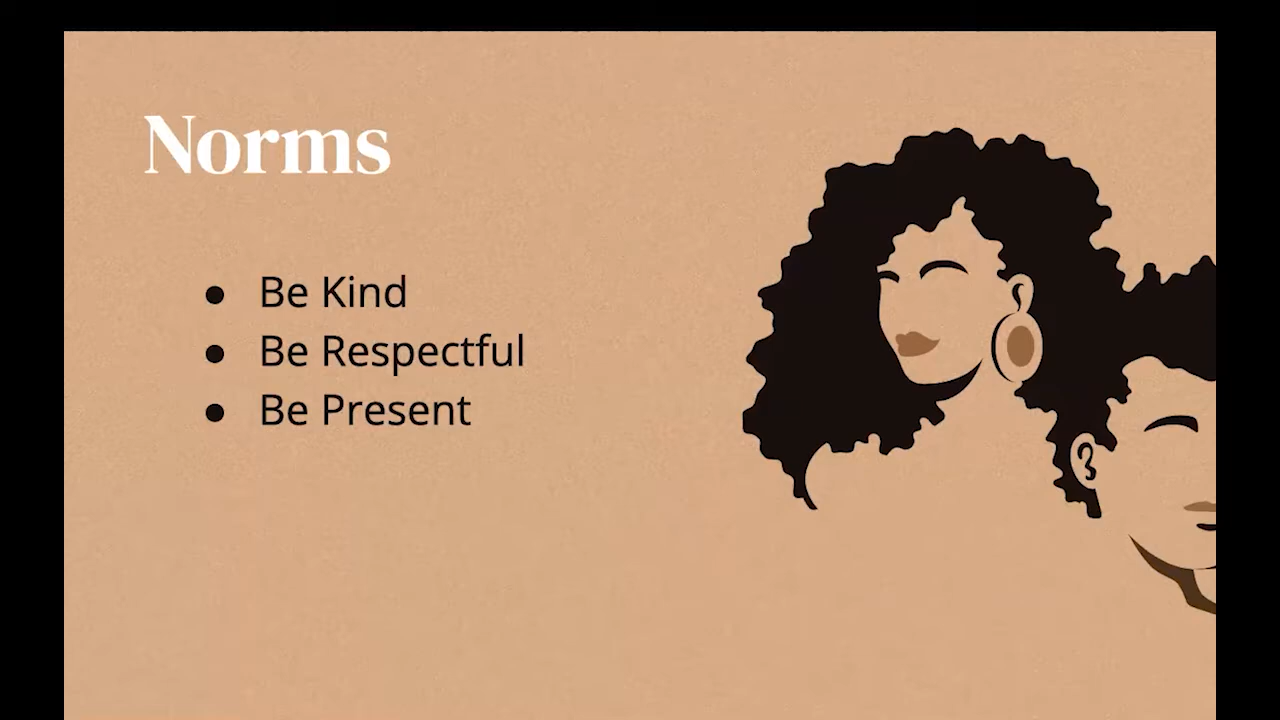 Norms
● Be Kind
● Be Respectful
● Be Present